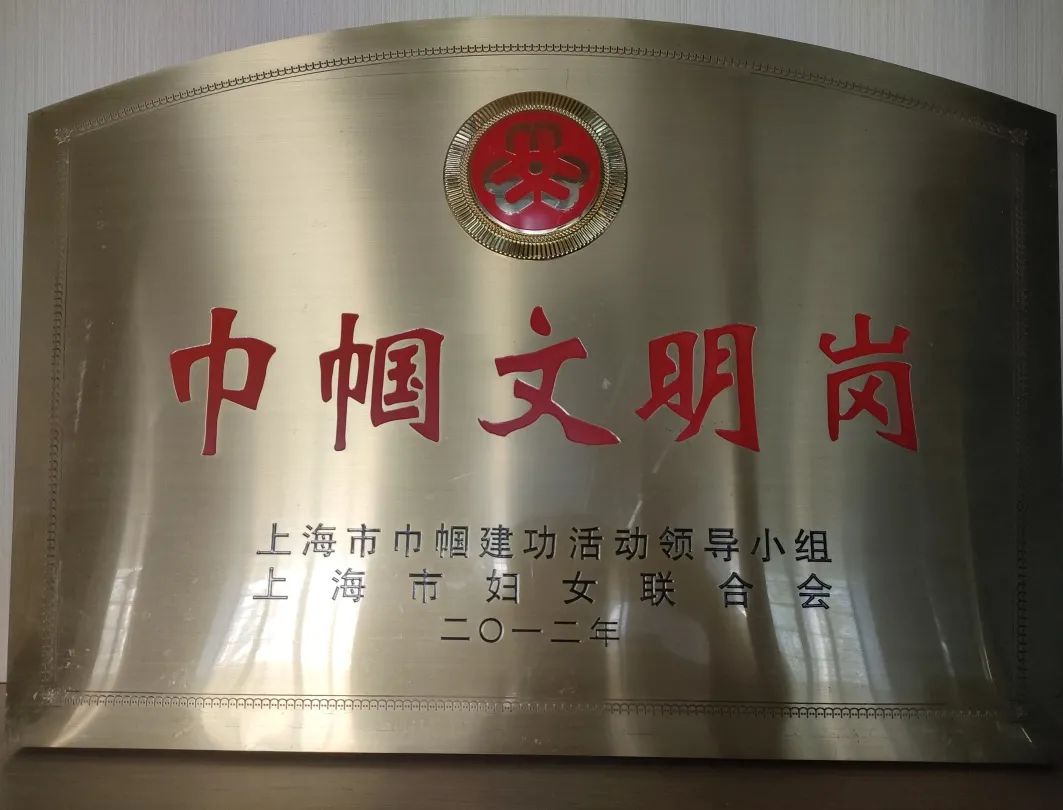 巾帼文明岗
上海市巾帼建功活动领导小组
上海市妇女联合会
二〇一二年